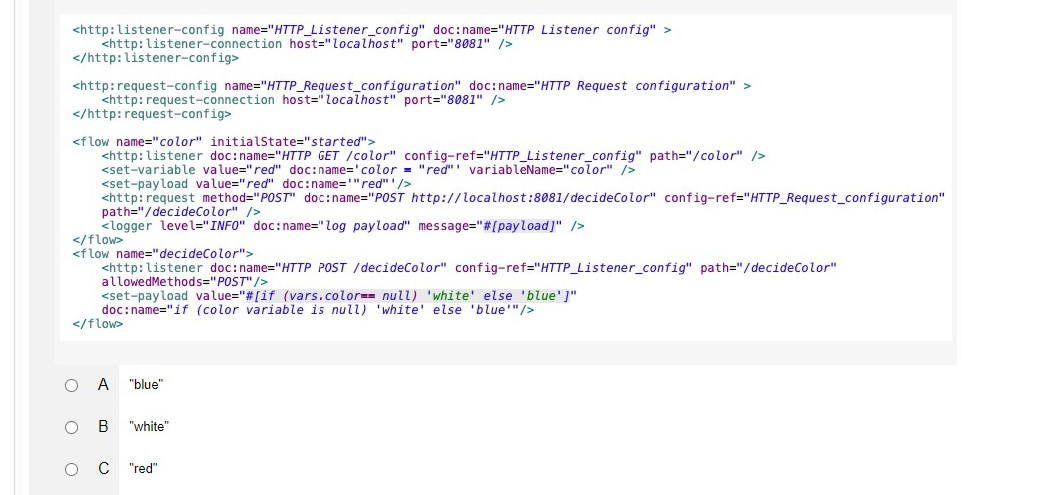 <http:listener-config name="HTTP_Listener_config" doc:name="HTTP Listener config" >
<http:listener-connection host="localhost" port="8081" />
</http:listener-config>
<http:request-config name="HTTP_Request_configuration" doc:name="HTTP Request configuration" >
<http:request-connection host="localhost" port="8081" />
</http:request-config>
<flow name="color" initialState="started">
<http:listener doc:name="HTTP GET /color" config-ref="HTTP_Listener_config" path="/color" />
<set-variable value="red" doc:name='color = "red"' variableName="color" />
<set-payload value="red" doc:name='"red"'/>
<http:request method="POST" doc:name="POST http://localhost:8081/decideColor" config-ref="HTTP_Request_configuration"
path="/decideColor" />
<logger level="INFO" doc:name="log payload" message="#[payload]" />
</flow>
<flow name="decideColor">
<http:listener doc:name="HTTP POST /decideColor" config-ref="HTTP_Listener_config" path="/decideColor"
allowedMethods="POST"/>
<set-payload value="#[if (vars.color== null) 'white' else 'blue']"
doc:name="if (color variable is null) 'white' else 'blue'"/>
</flow>
A "blue"
B "white"
C "red"